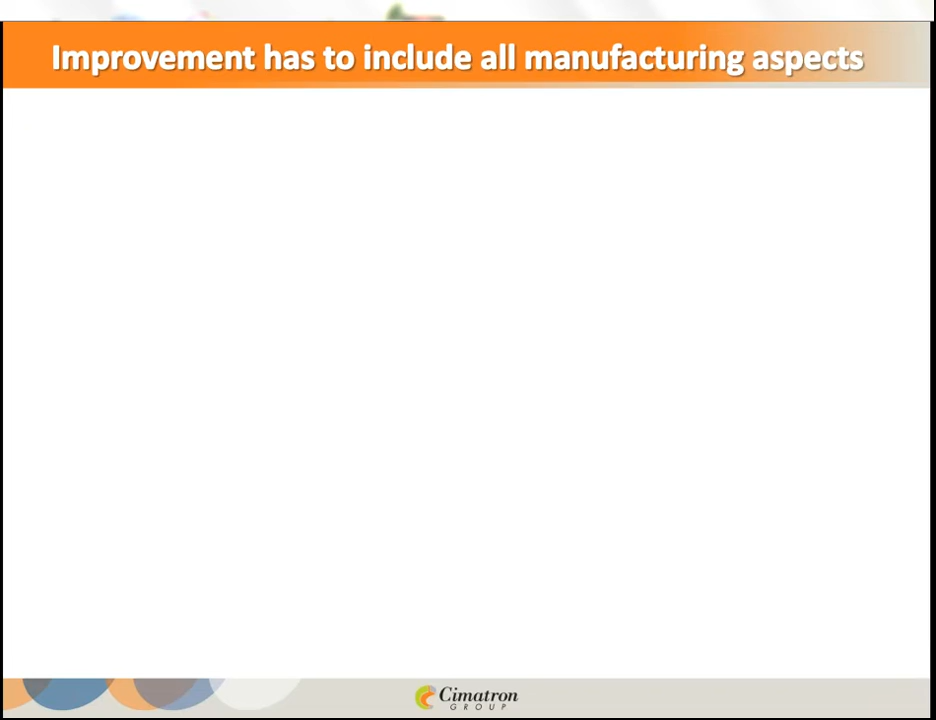 Improvement has to include all manufacturing aspects
Cimatron
GROUP